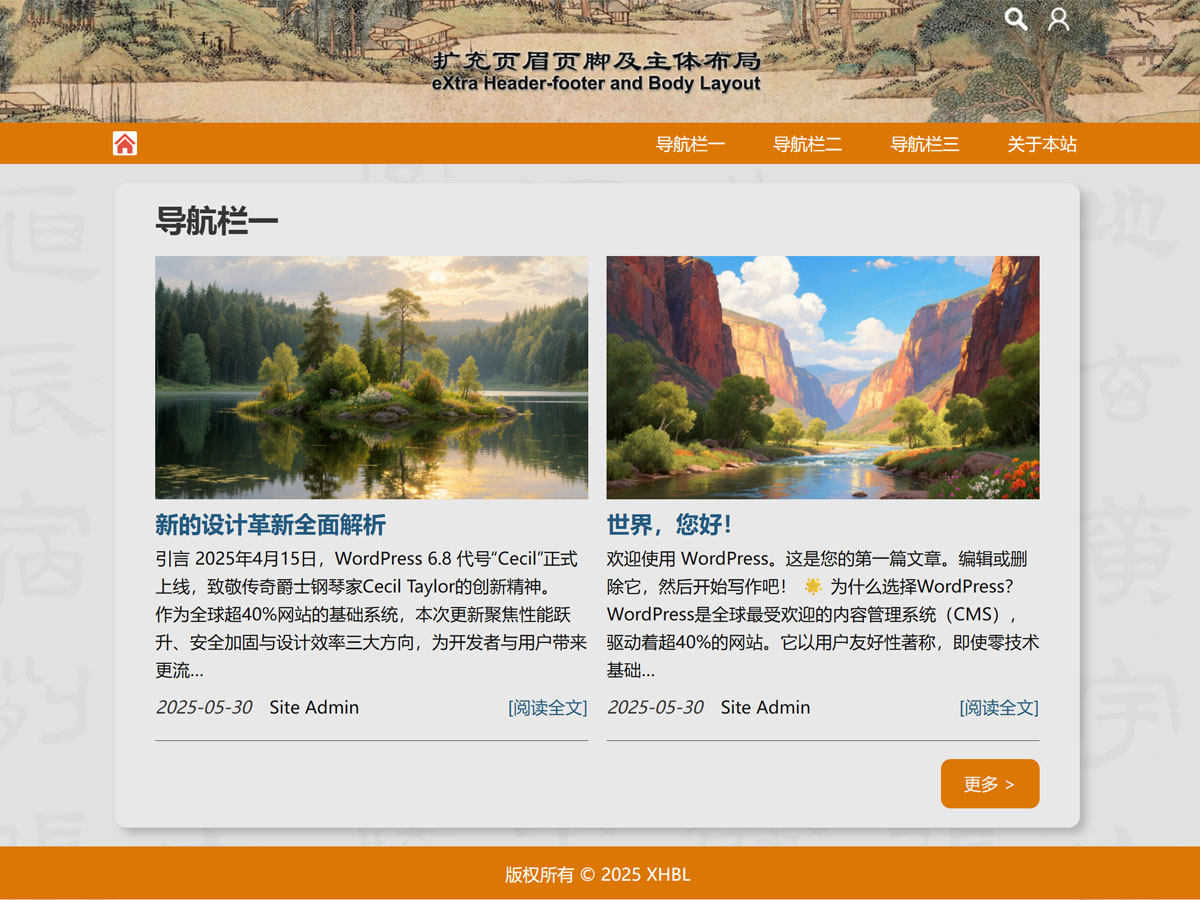 扩充页眉页脚及主体布局
eXtra Header-footer and Body Layout
导航栏一 导航栏二 导航栏三 关于本站
导航栏一
新的设计革新全面解析
引言 2025年4月15日，WordPress 6.8 代号“Cecil”正式
上线，致敬传奇爵士钢琴家Cecil Taylor的创新精神。
作为全球超40%网站的基础系统，本次更新聚焦性能跃
升、安全加固与设计效率三大方向，为开发者与用户带来
更流...
2025-05-30 Site Admin [阅读全文]
世界，您好！
欢迎使用 WordPress。这是您的第一篇文章。编辑或删
除它，然后开始写作吧！ 🌟 为什么选择WordPress？
WordPress是全球最受欢迎的内容管理系统（CMS），
驱动着超40%的网站。它以用户友好性著称，即使零技术
基础...
2025-05-30 Site Admin [阅读全文]
更多 >
版权所有 © 2025 XHBL
地
辰
玄
宿
黄
列
宇